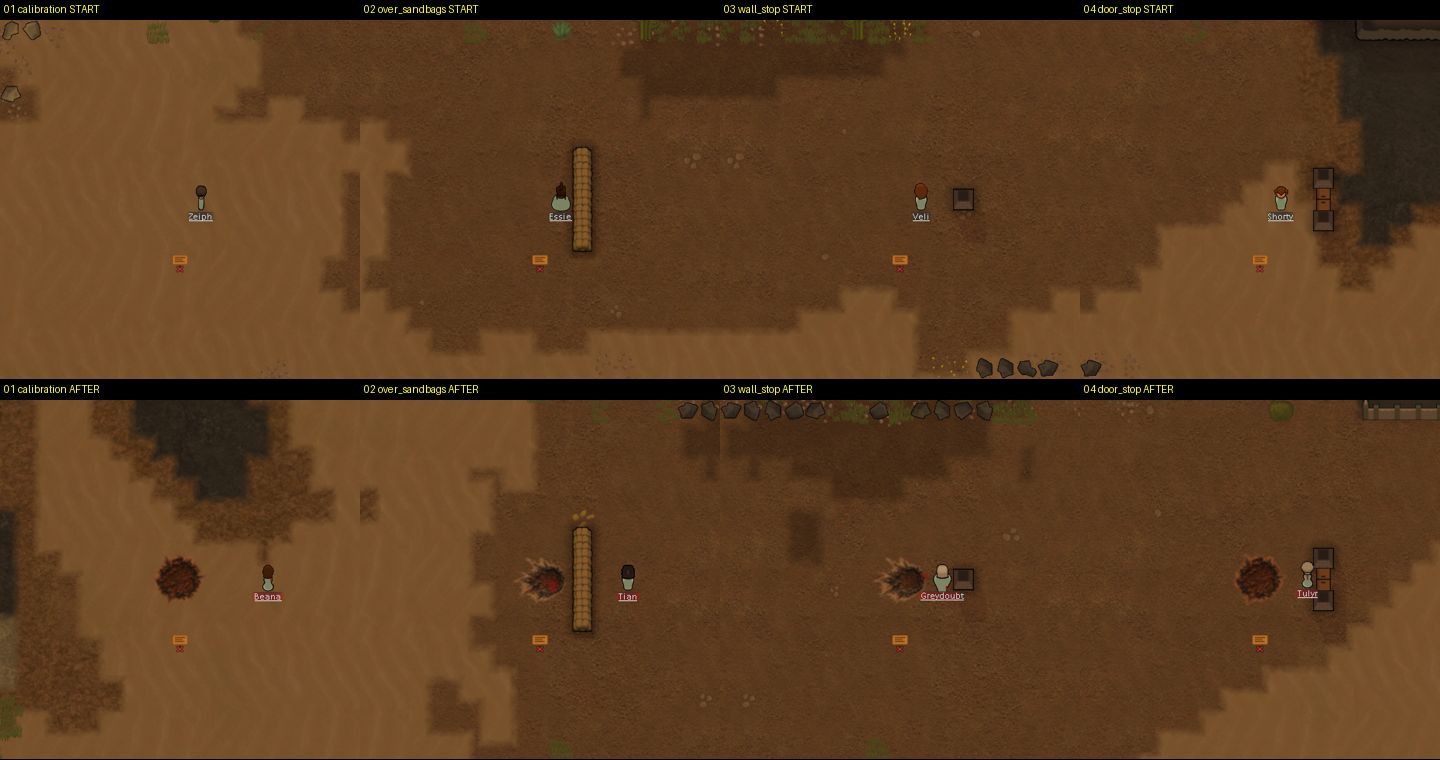 01 calibration START
02 over_sandbags START
03 wall_stop START
04 door_stop START
Zeiph
Essie
Veli
Shorty
01 calibration AFTER
02 over_sandbags AFTER
03 wall_stop AFTER
04 door_stop AFTER
Beana
Tian
Greydoubt
Tulvr